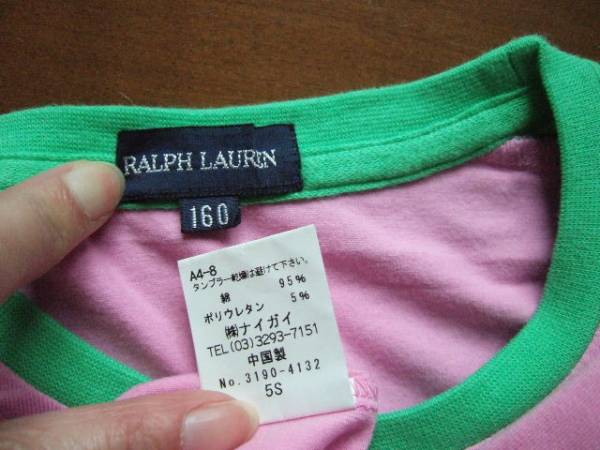 RALPH LAUREN
160
A4-8
タンブラー乾燥は避けて下さい。
綿 95%
ポリウレタン 5%
㈱ナイガイ
TEL(03)3293-7151
中国製
No.3190-4132
5S